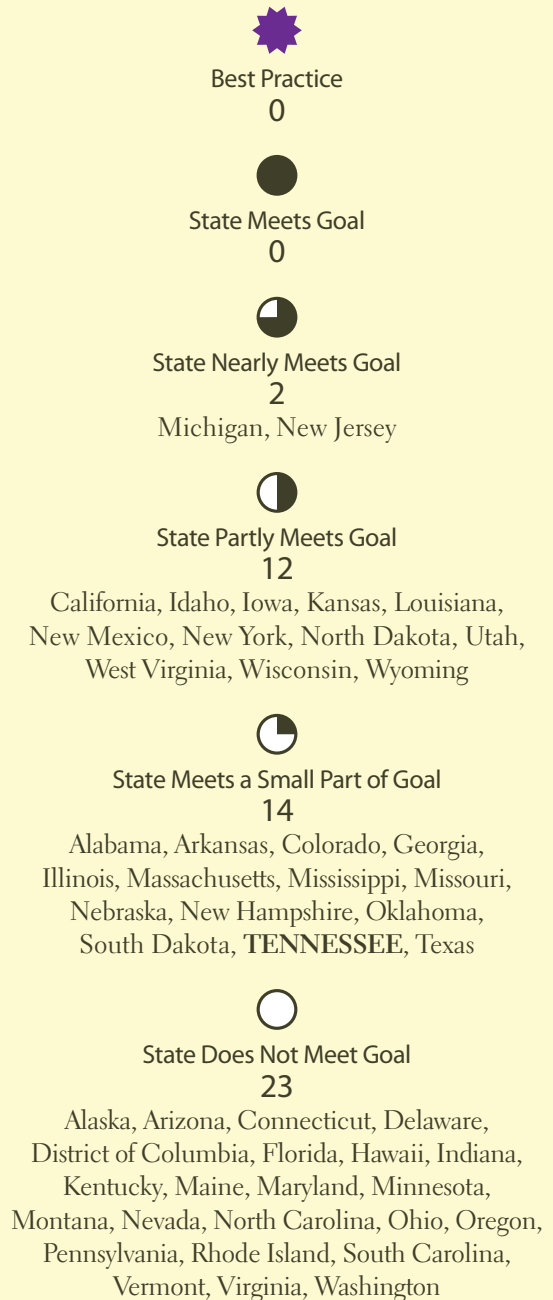 Best Practice
0
State Meets Goal
0
State Nearly Meets Goal
2
Michigan, New Jersey
State Partly Meets Goal
12
California, Idaho, Iowa, Kansas, Louisiana,
New Mexico, New York, North Dakota, Utah,
West Virginia, Wisconsin, Wyoming
State Meets a Small Part of Goal
14
Alabama, Arkansas, Colorado, Georgia,
Illinois, Massachusetts, Mississippi, Missouri,
Nebraska, New Hampshire, Oklahoma,
South Dakota, TENNESSEE, Texas
State Does Not Meet Goal
23
Alaska, Arizona, Connecticut, Delaware,
District of Columbia, Florida, Hawaii, Indiana,
Kentucky, Maine, Maryland, Minnesota,
Montana, Nevada, North Carolina, Ohio, Oregon,
Pennsylvania, Rhode Island, South Carolina,
Vermont, Virginia, Washington